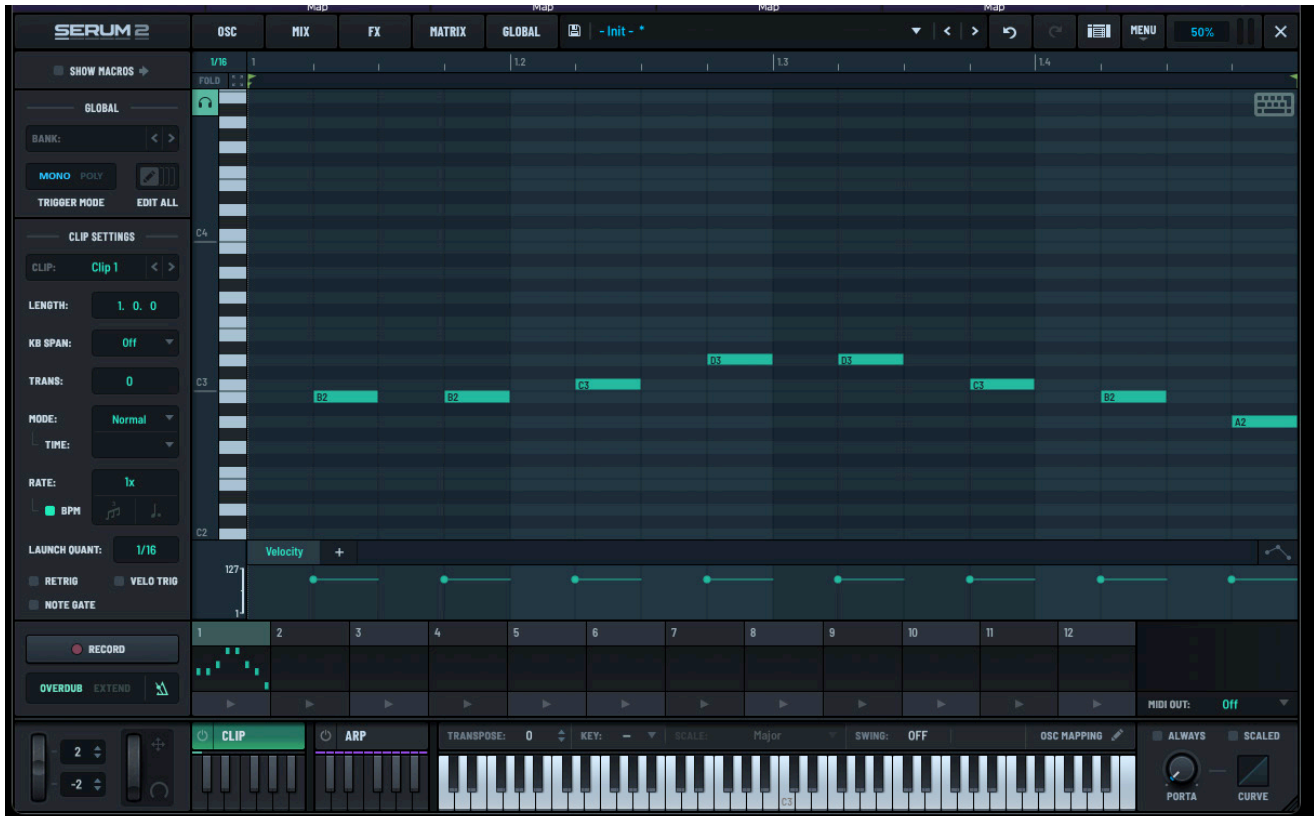 Map Map Map Map
SERUM 2 OSC MIX FX MATRIX GLOBAL - Init - * MENU 50%
SHOW MACROS
1/16 1 1.2 1.3 1.4
FOLD
GLOBAL
BANK:
MONO POLY
TRIGGER MODE EDIT ALL
CLIP SETTINGS
C4
CLIP: Clip 1
LENGTH: 1. 0. 0
KB SPAN: Off
D3 D3
TRANS: 0
C3 C3 C3
B2 B2 B2
MODE: Normal
A2
TIME:
RATE: 1x
BPM 3
C2
LAUNCH QUANT: 1/16
Velocity +
127
RETRIG VELO TRIG
NOTE GATE
1
1 2 3 4 5 6 7 8 9 10 11 12
RECORD
OVERDUB EXTEND
MIDI OUT: Off
CLIP ARP TRANSPOSE: 0 KEY: – SCALE: Major SWING: OFF OSC MAPPING ALWAYS SCALED
2
-2
C3
PORTA CURVE